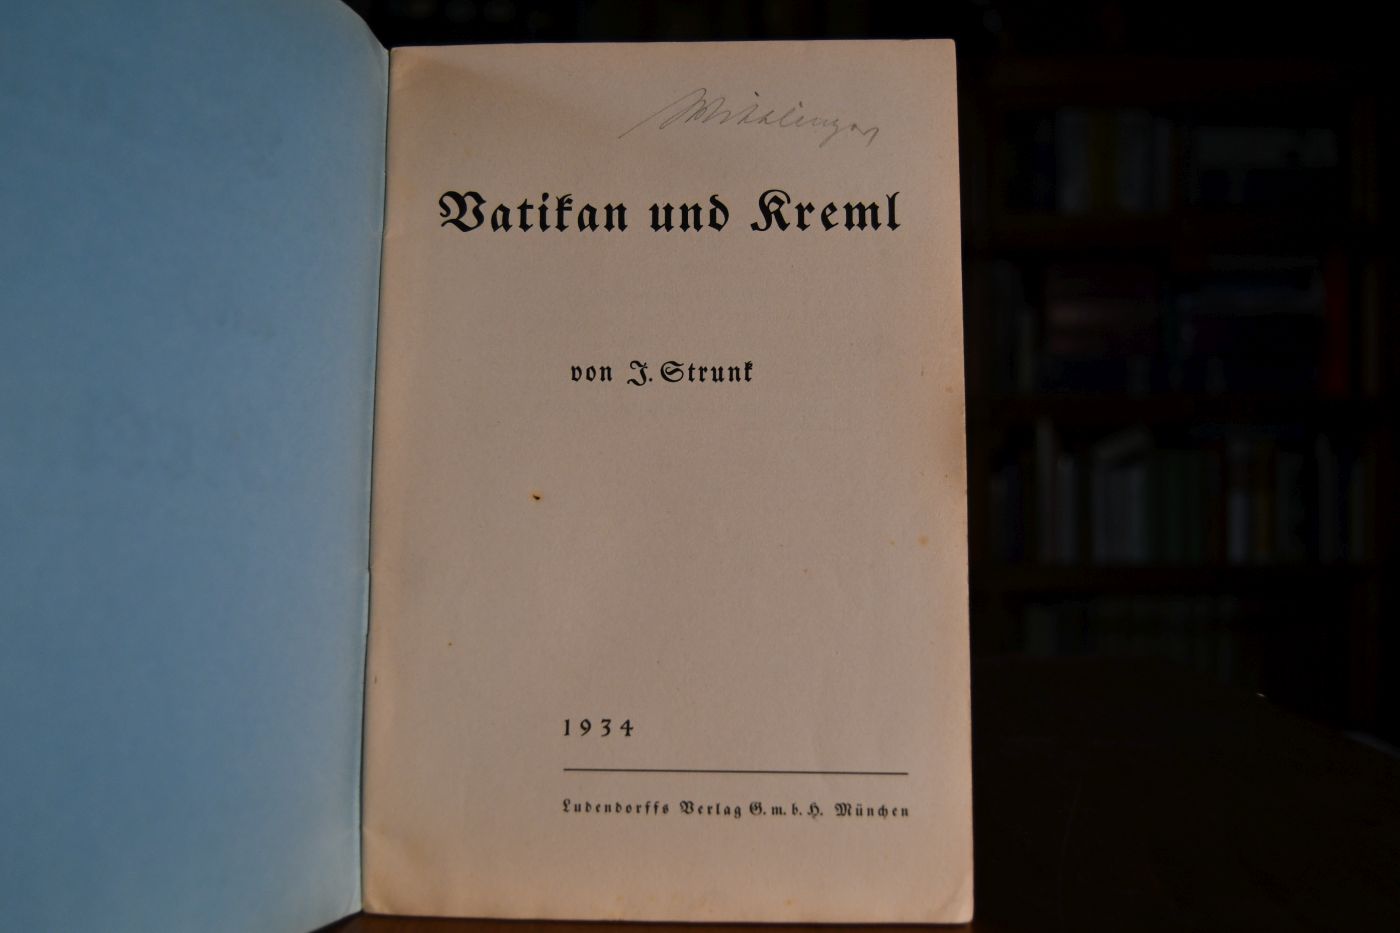 Vatikan und Kreml
von J. Strunk
1934
Ludendorffs Verlag G. m. b. H. München